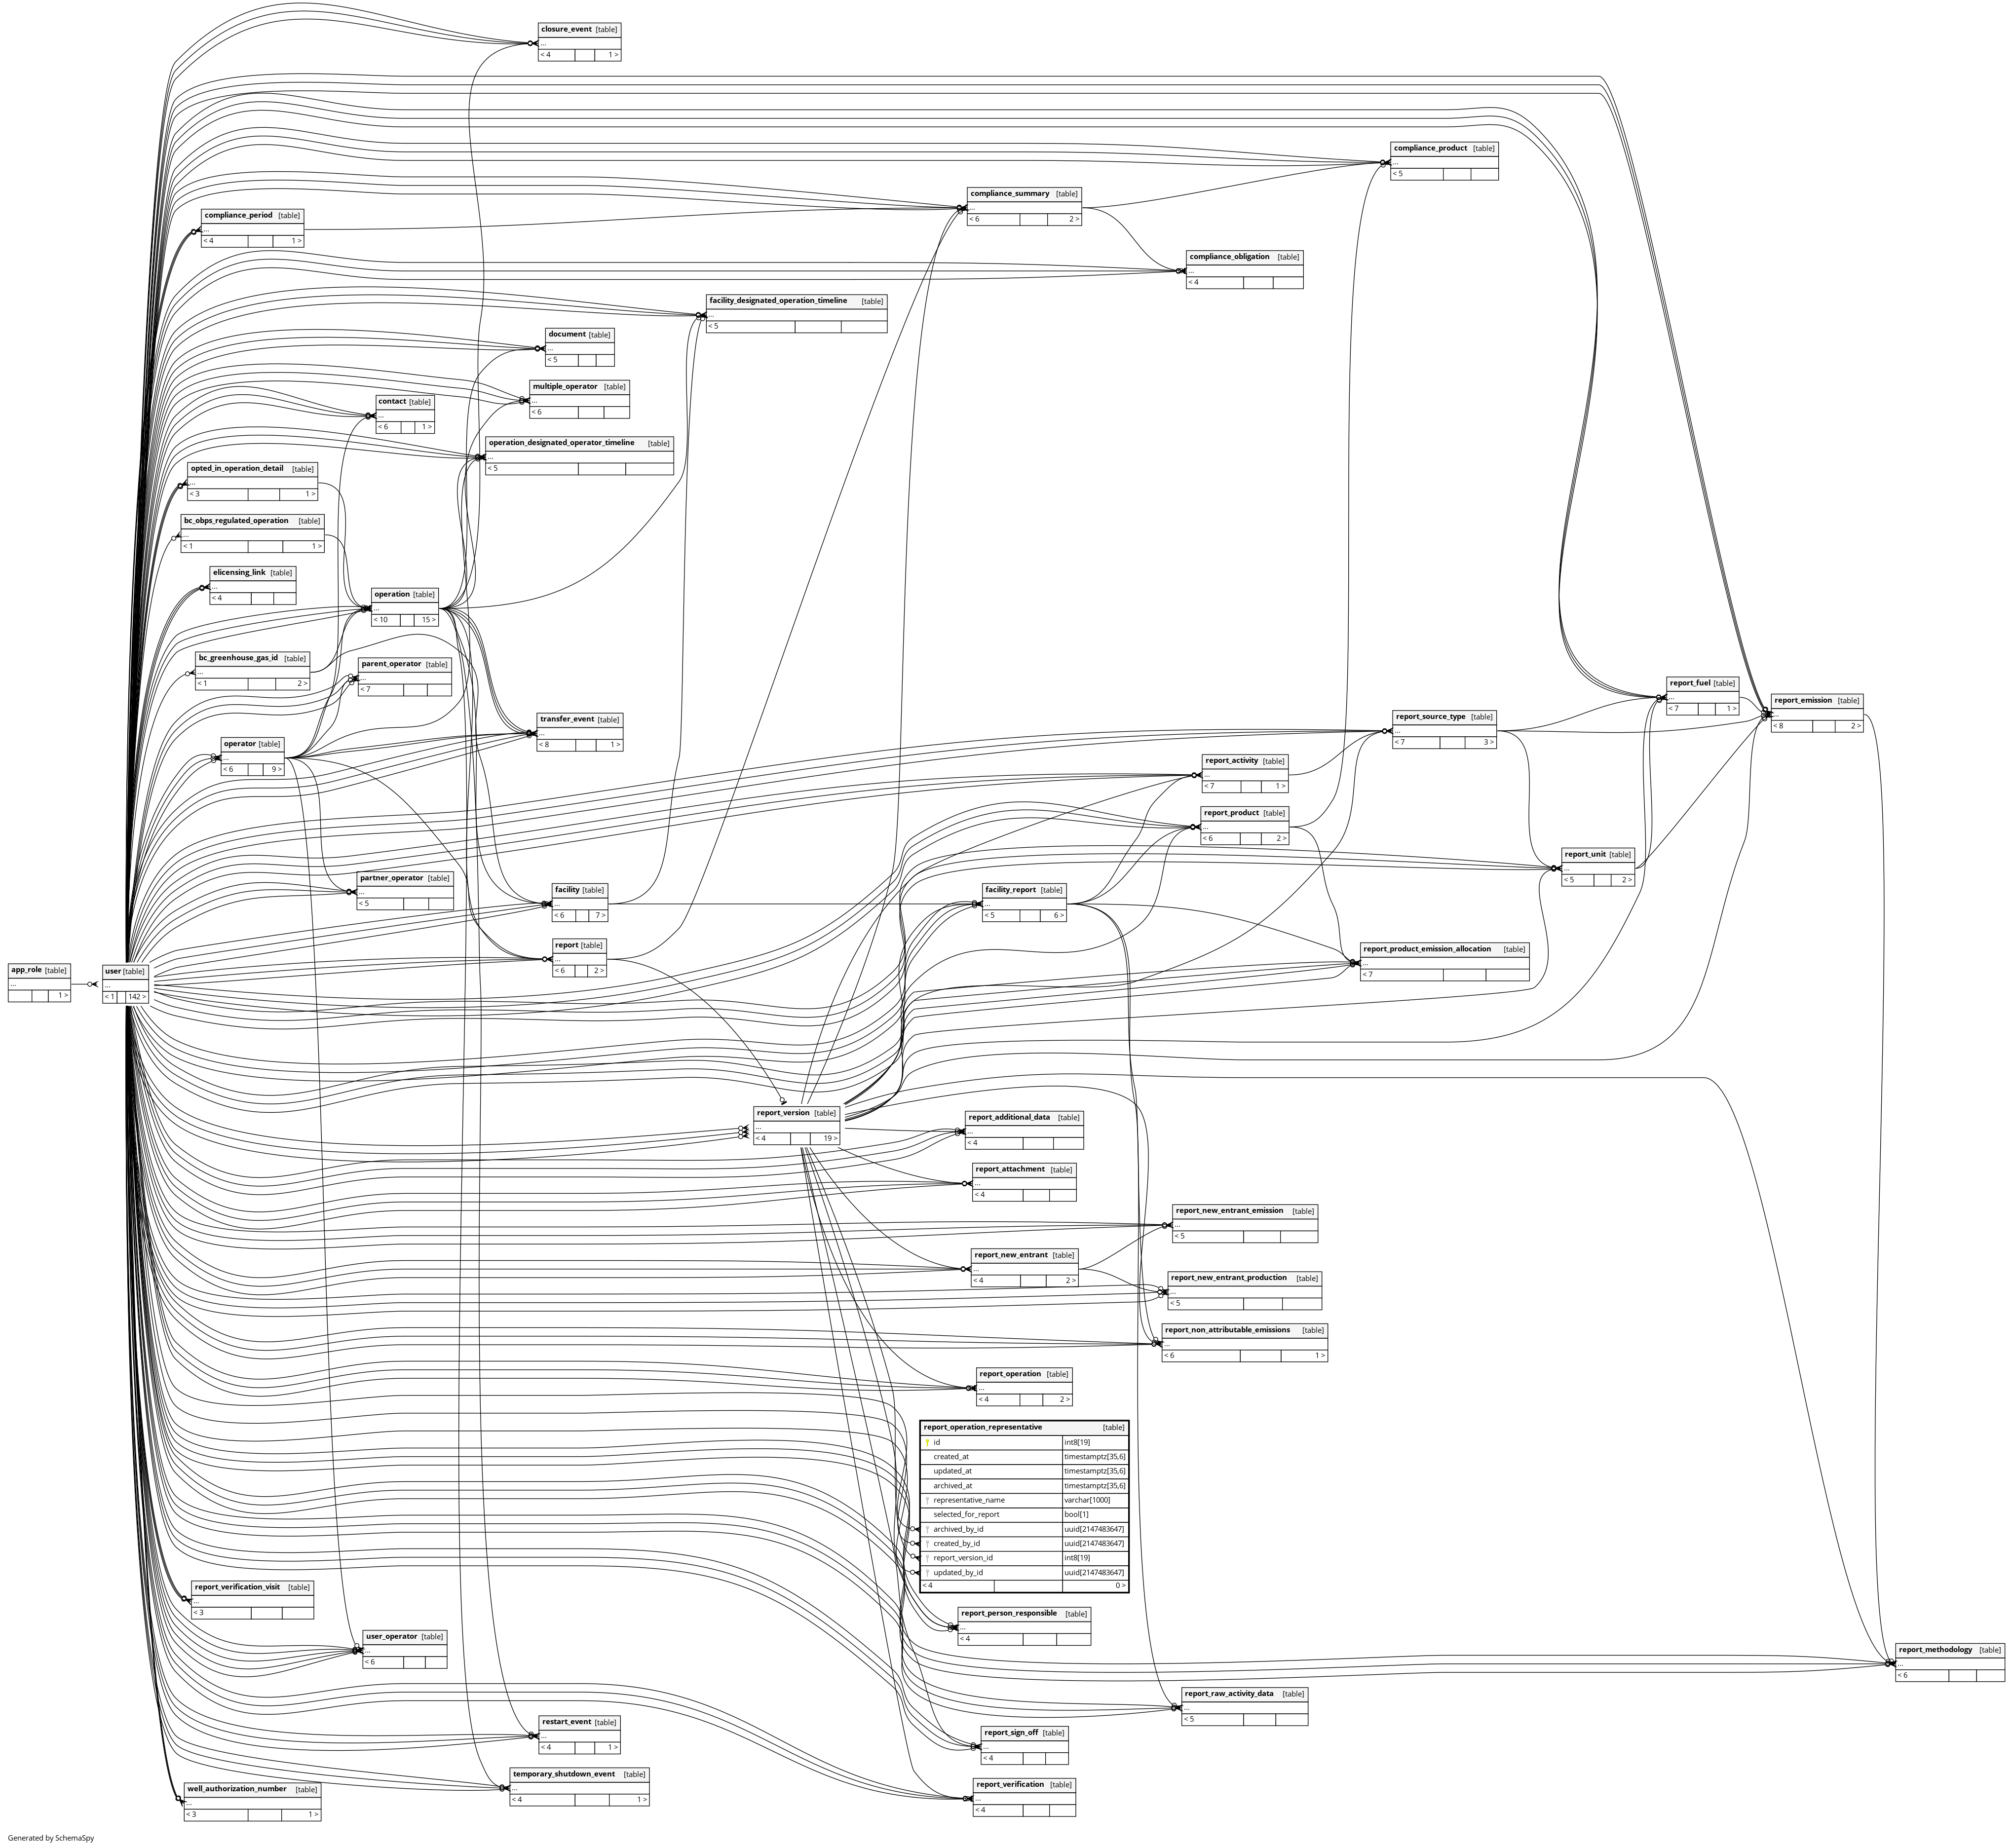 closure_event [table]
...
< 4 1 >
compliance_product [table]
...
< 5
compliance_summary [table]
...
< 6 2 >
compliance_period [table]
...
< 4 1 >
compliance_obligation [table]
...
< 4
facility_designated_operation_timeline [table]
...
< 5
document [table]
...
< 5
multiple_operator [table]
...
< 6
contact [table]
...
< 6 1 >
operation_designated_operator_timeline [table]
...
< 5
opted_in_operation_detail [table]
...
< 3 1 >
bc_obps_regulated_operation [table]
...
< 1 1 >
elicensing_link [table]
...
< 4
operation [table]
...
< 10 15 >
bc_greenhouse_gas_id [table]
...
< 1 2 >
parent_operator [table]
...
< 7
report_fuel [table]
...
< 7 1 >
report_emission [table]
...
< 8 2 >
transfer_event [table]
...
< 8 1 >
report_source_type [table]
...
< 7 3 >
operator [table]
...
< 6 9 >
report_activity [table]
...
< 7 1 >
report_product [table]
...
< 6 2 >
report_unit [table]
...
< 5 2 >
partner_operator [table]
...
< 5
facility [table]
...
< 6 7 >
facility_report [table]
...
< 5 6 >
report [table]
...
< 6 2 >
report_product_emission_allocation [table]
...
< 7
app_role [table]
...
1 >
user [table]
...
< 1 142 >
report_version [table]
...
< 4 19 >
report_additional_data [table]
...
< 4
report_attachment [table]
...
< 4
report_new_entrant_emission [table]
...
< 5
report_new_entrant [table]
...
< 4 2 >
report_new_entrant_production [table]
...
< 5
report_non_attributable_emissions [table]
...
< 6 1 >
report_operation [table]
...
< 4 2 >
report_operation_representative [table]
id int8[19]
created_at timestamptz[35,6]
updated_at timestamptz[35,6]
archived_at timestamptz[35,6]
representative_name varchar[1000]
selected_for_report bool[1]
archived_by_id uuid[2147483647]
created_by_id uuid[2147483647]
report_version_id int8[19]
updated_by_id uuid[2147483647]
< 4 0 >
report_verification_visit [table]
...
< 3
report_person_responsible [table]
...
< 4
user_operator [table]
...
< 6
report_methodology [table]
...
< 6
report_raw_activity_data [table]
...
< 5
restart_event [table]
...
< 4 1 >
report_sign_off [table]
...
< 4
temporary_shutdown_event [table]
...
< 4 1 >
report_verification [table]
...
< 4
well_authorization_number [table]
...
< 3 1 >
Generated by SchemaSpy